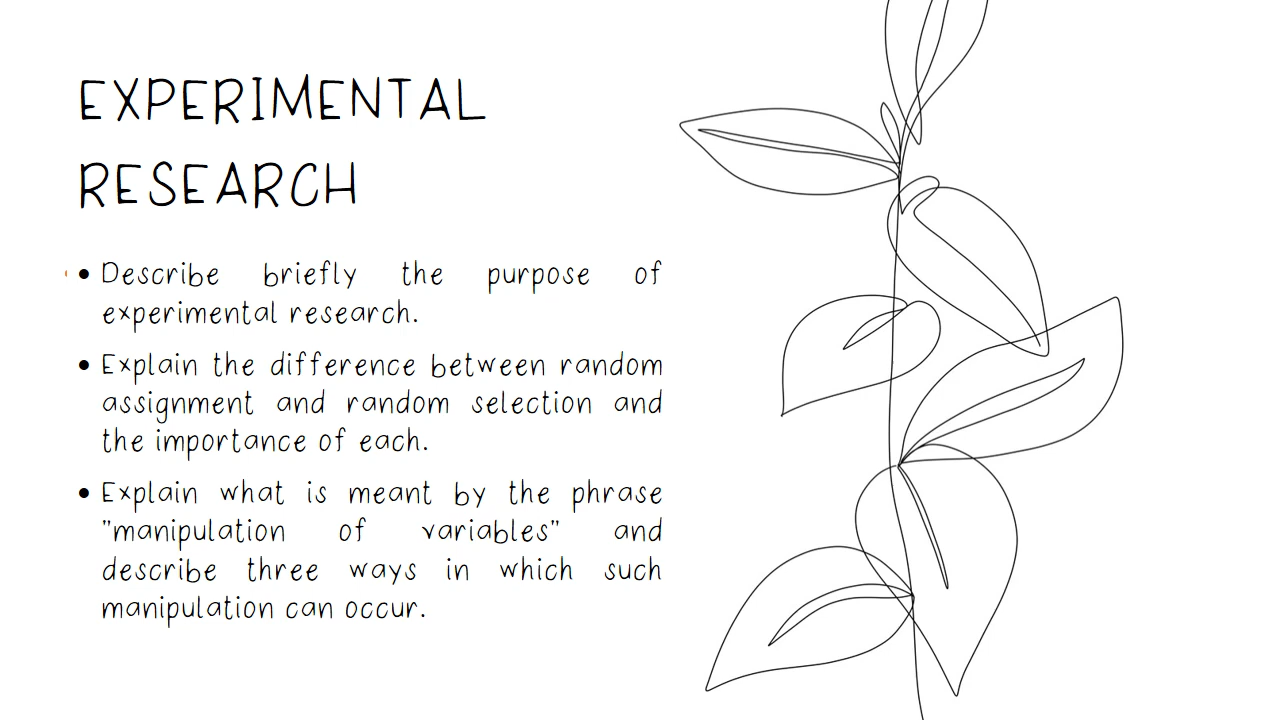 EXPERIMENTAL
RESEARCH
• Describe briefly the purpose of
experimental research.
• Explain the difference between random
assignment and random selection and
the importance of each.
• Explain what is meant by the phrase
"manipulation of variables" and
describe three ways in which such
manipulation can occur.